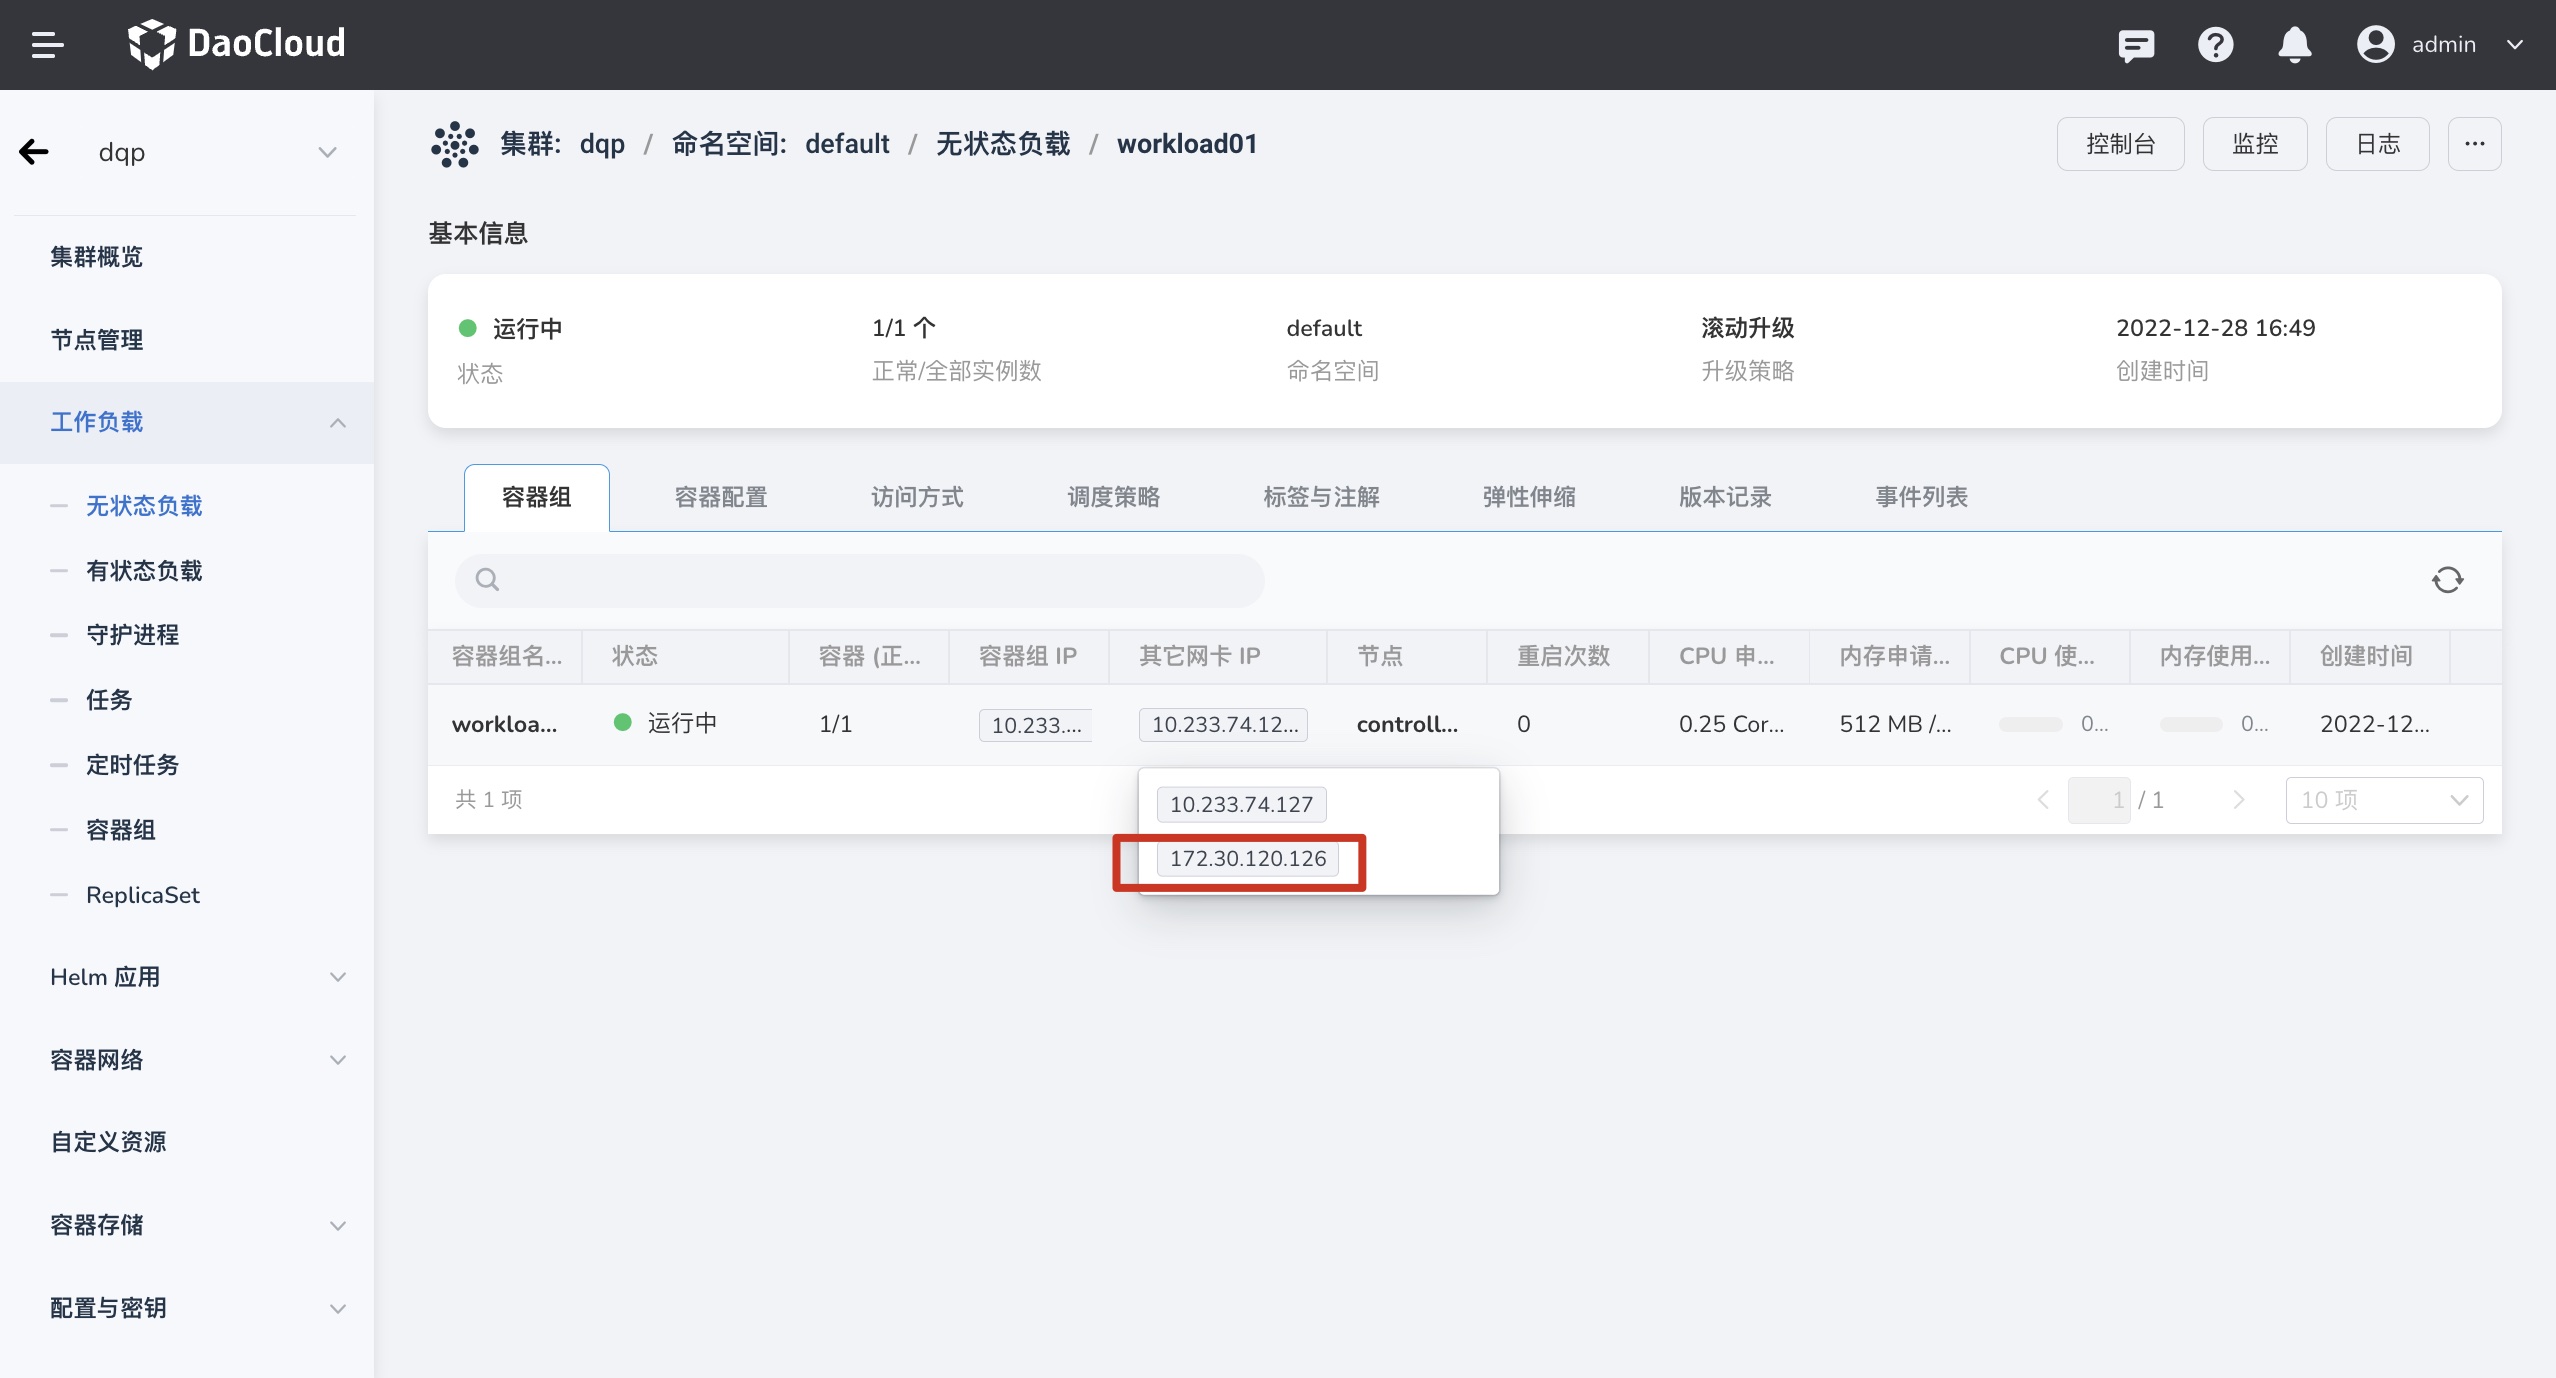 DaoCloud
admin
dqp
集群概览
节点管理
工作负载
无状态负载
有状态负载
守护进程
任务
定时任务
容器组
ReplicaSet
Helm 应用
容器网络
自定义资源
容器存储
配置与密钥
集群: dqp / 命名空间: default / 无状态负载 / workload01
控制台 监控 日志 ...
基本信息
运行中 1/1 个 default 滚动升级 2022-12-28 16:49
状态 正常/全部实例数 命名空间 升级策略 创建时间
容器组 容器配置 访问方式 调度策略 标签与注解 弹性伸缩 版本记录 事件列表
容器组名... 状态 容器 (正... 容器组 IP 其它网卡 IP 节点 重启次数 CPU 申... 内存申请... CPU 使... 内存使用... 创建时间
workloa... 运行中 1/1 10.233.... 10.233.74.12... controll... 0 0.25 Cor... 512 MB /... 0... 0... 2022-12...
共 1 项 1 / 1 10 项
10.233.74.127
172.30.120.126